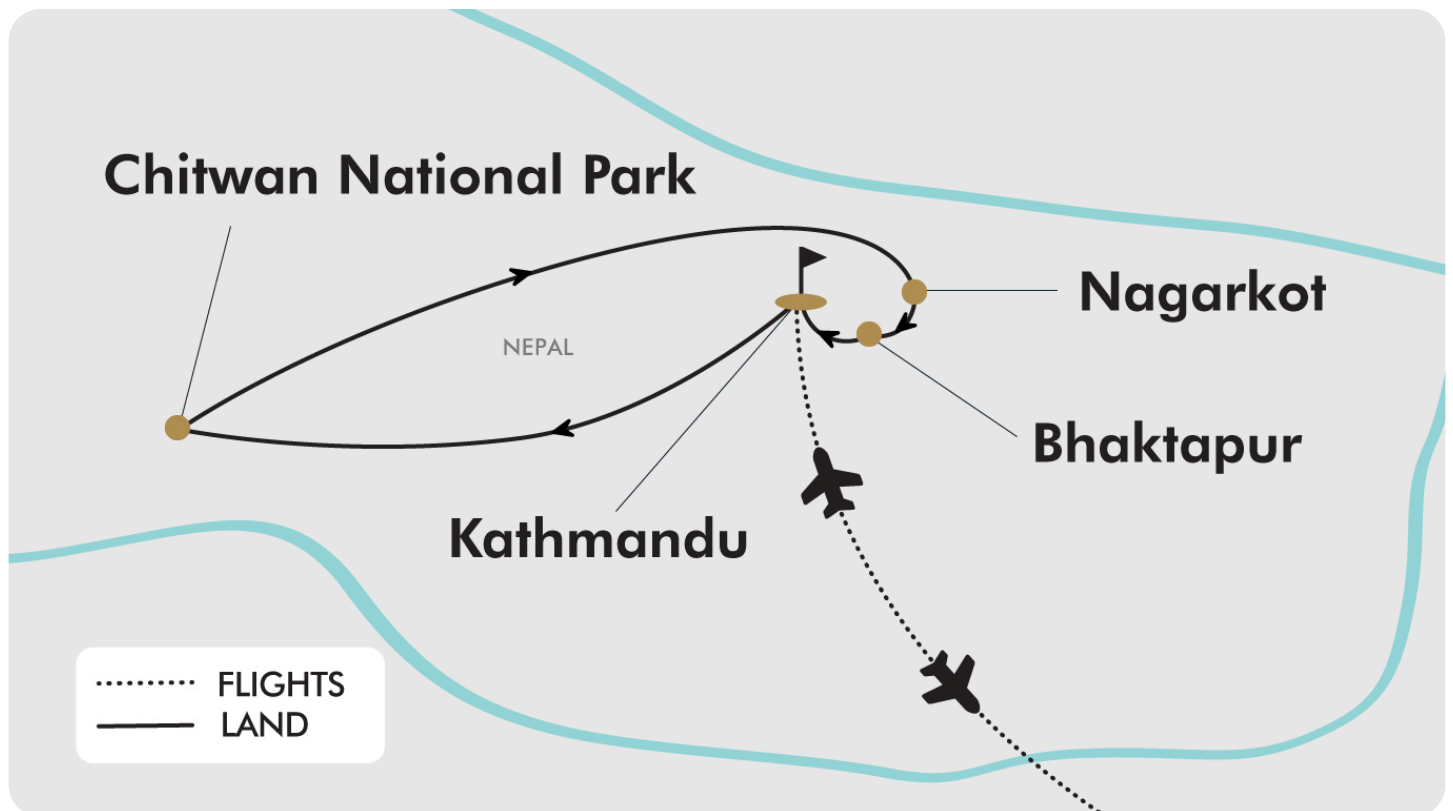 Chitwan National Park
Nagarkot
NEPAL
Bhaktapur
Kathmandu
FLIGHTS
LAND